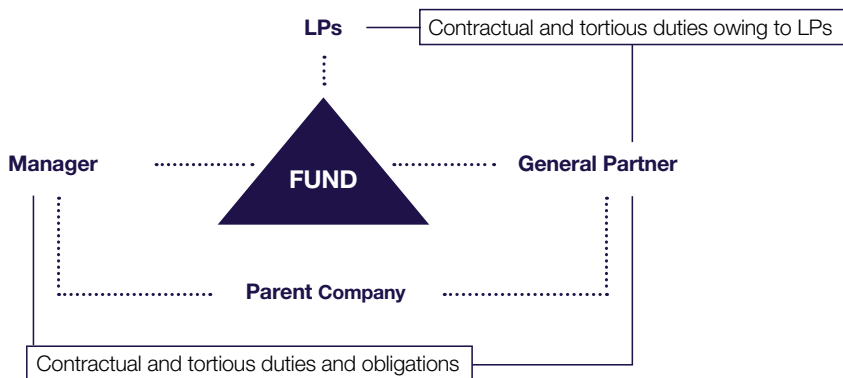 LPs
Contractual and tortious duties owing to LPs
Manager
FUND
General Partner
Parent Company
Contractual and tortious duties and obligations